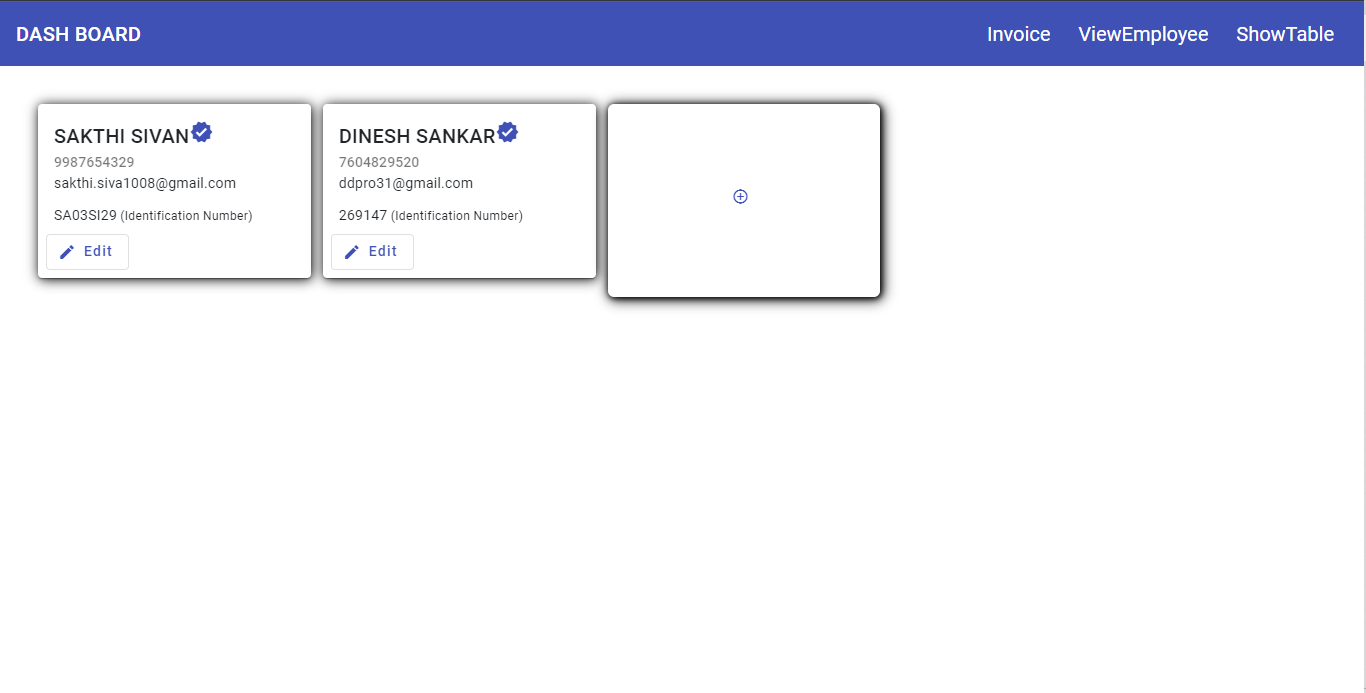 DASH BOARD
Invoice
ViewEmployee
ShowTable
SAKTHI SIVAN
9987654329
sakthi.siva1008@gmail.com
SA03SI29 (Identification Number)
Edit
DINESH SANKAR
7604829520
ddpro31@gmail.com
269147 (Identification Number)
Edit